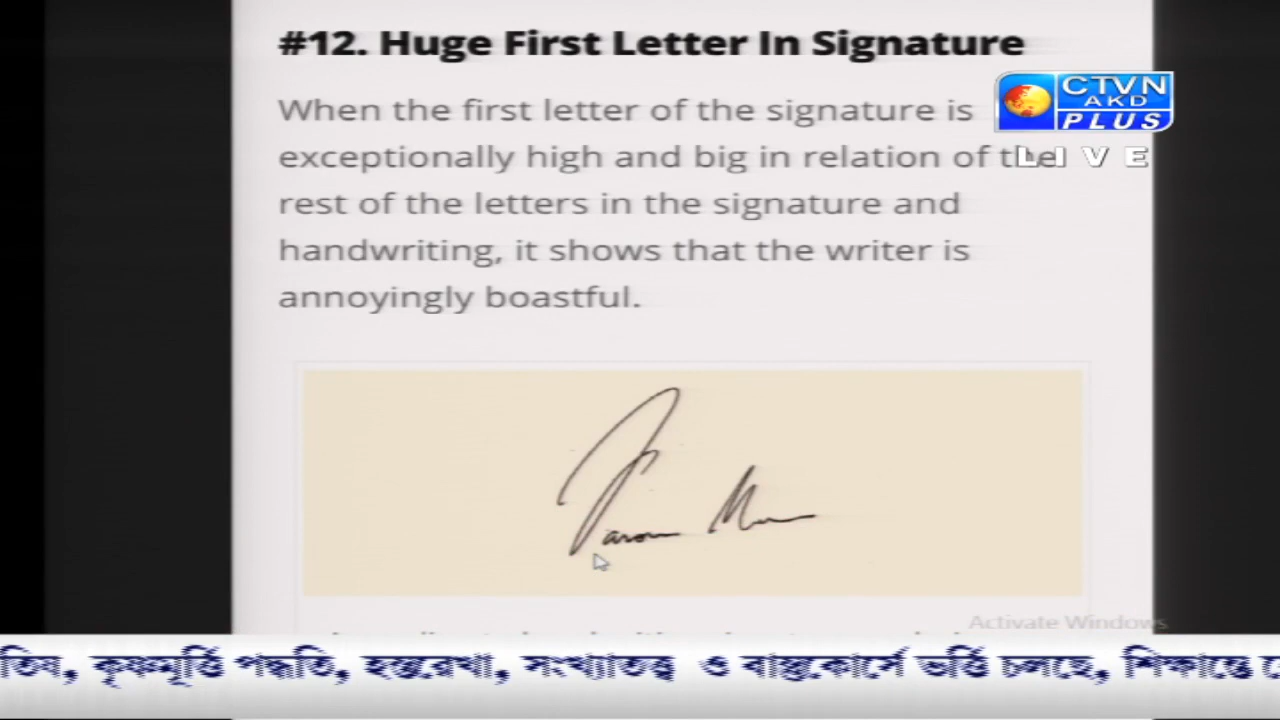 #12. Huge First Letter In Signature
When the first letter of the signature is
exceptionally high and big in relation of the
rest of the letters in the signature and
handwriting, it shows that the writer is
annoyingly boastful.
CTVN
AKD
PLUS
LIVE
Activate Windows
কৃষ্ণমূর্ত্তি পদ্ধতি, হস্তরেখা, সংখ্যাতত্ত্ব ও বাস্তুকোর্সে ভর্ত্তি চলছে, শিক্ষান্তে